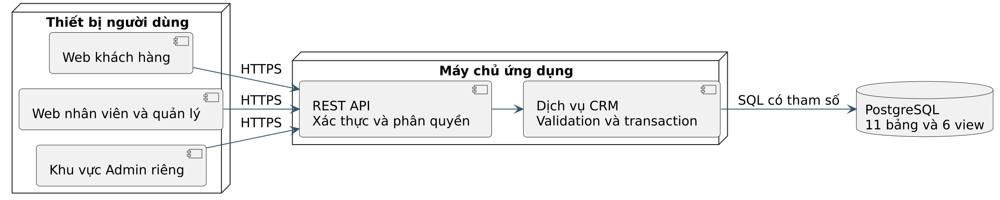 Thiết bị người dùng
Web khách hàng
Web nhân viên và quản lý
Khu vực Admin riêng
HTTPS
HTTPS
HTTPS
Máy chủ ứng dụng
REST API
Xác thực và phân quyền
Dịch vụ CRM
Validation và transaction
SQL có tham số
PostgreSQL
11 bảng và 6 view